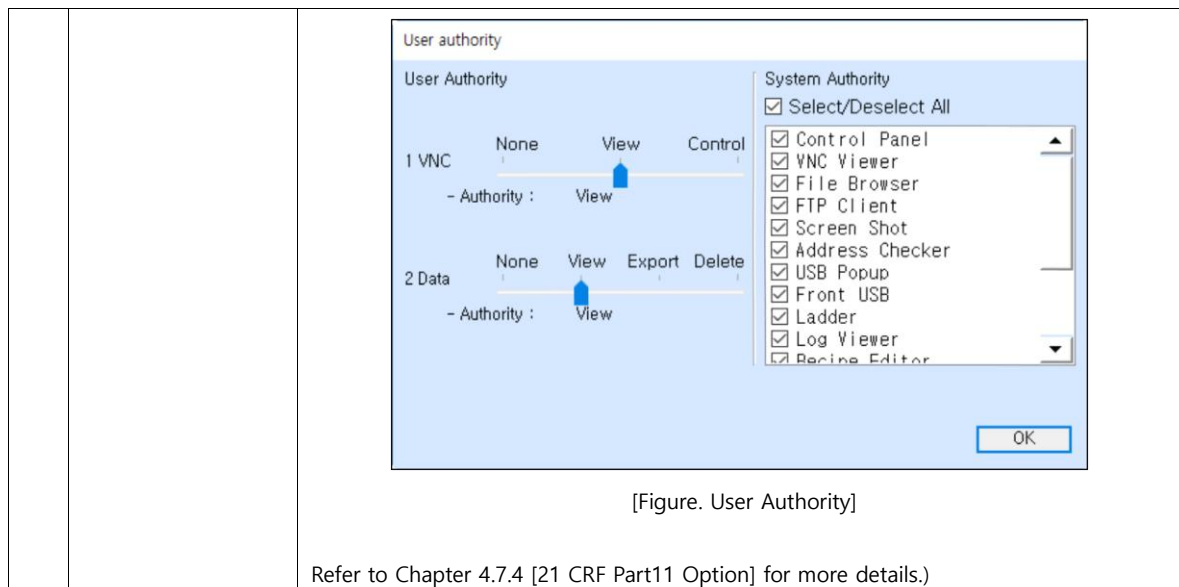 User authority
User Authority
1 VNC
None View Control
- Authority : View
2 Data
None View Export Delete
- Authority : View
System Authority
Select/Deselect All
Control Panel
VNC Viewer
File Browser
FTP Client
Screen Shot
Address Checker
USB Popup
Front USB
Ladder
Log Viewer
Recipe Editor
OK
[Figure. User Authority]
Refer to Chapter 4.7.4 [21 CRF Part11 Option] for more details.)